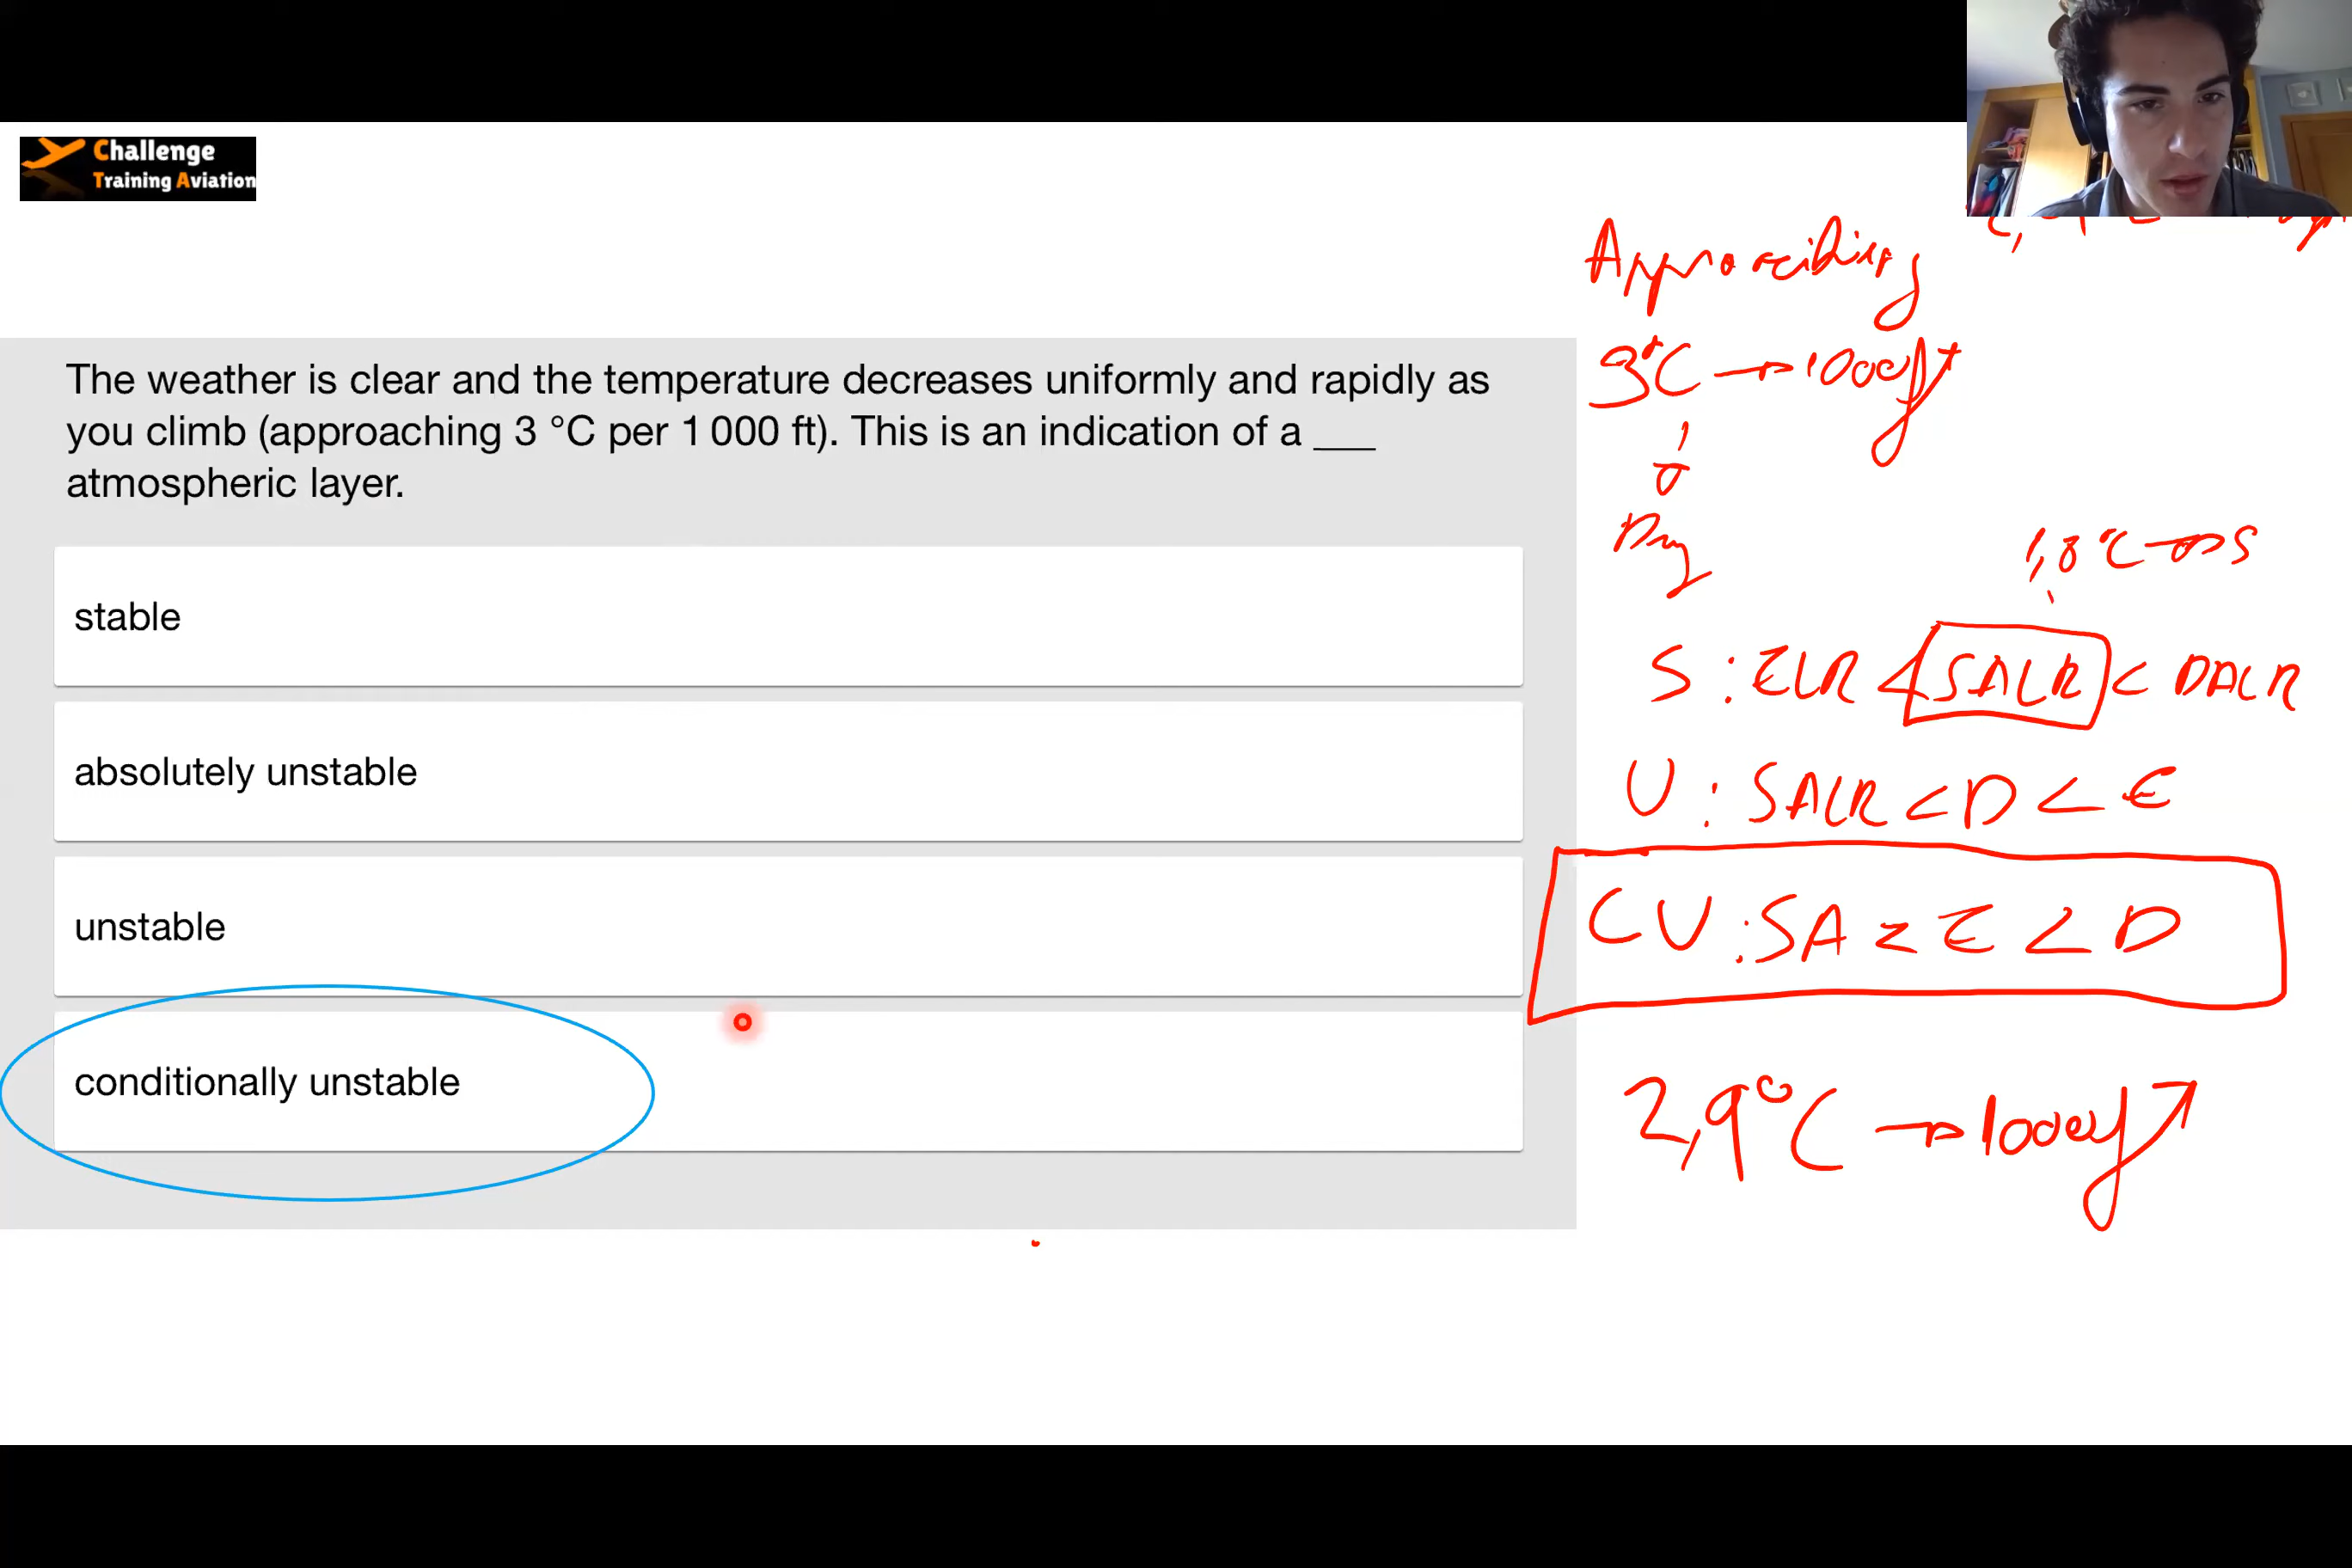 Challenge
Training Aviation
The weather is clear and the temperature decreases uniformly and rapidly as
you climb (approaching 3 °C per 1 000 ft). This is an indication of a ___
atmospheric layer.
stable
absolutely unstable
unstable
conditionally unstable
Approaching
3°C → 1000ft
Dry
1,8°C → S
S : ELR < SALR < DALR
U : SALR < D < E
CU : SA < E < D
2,9°C → 1000ft